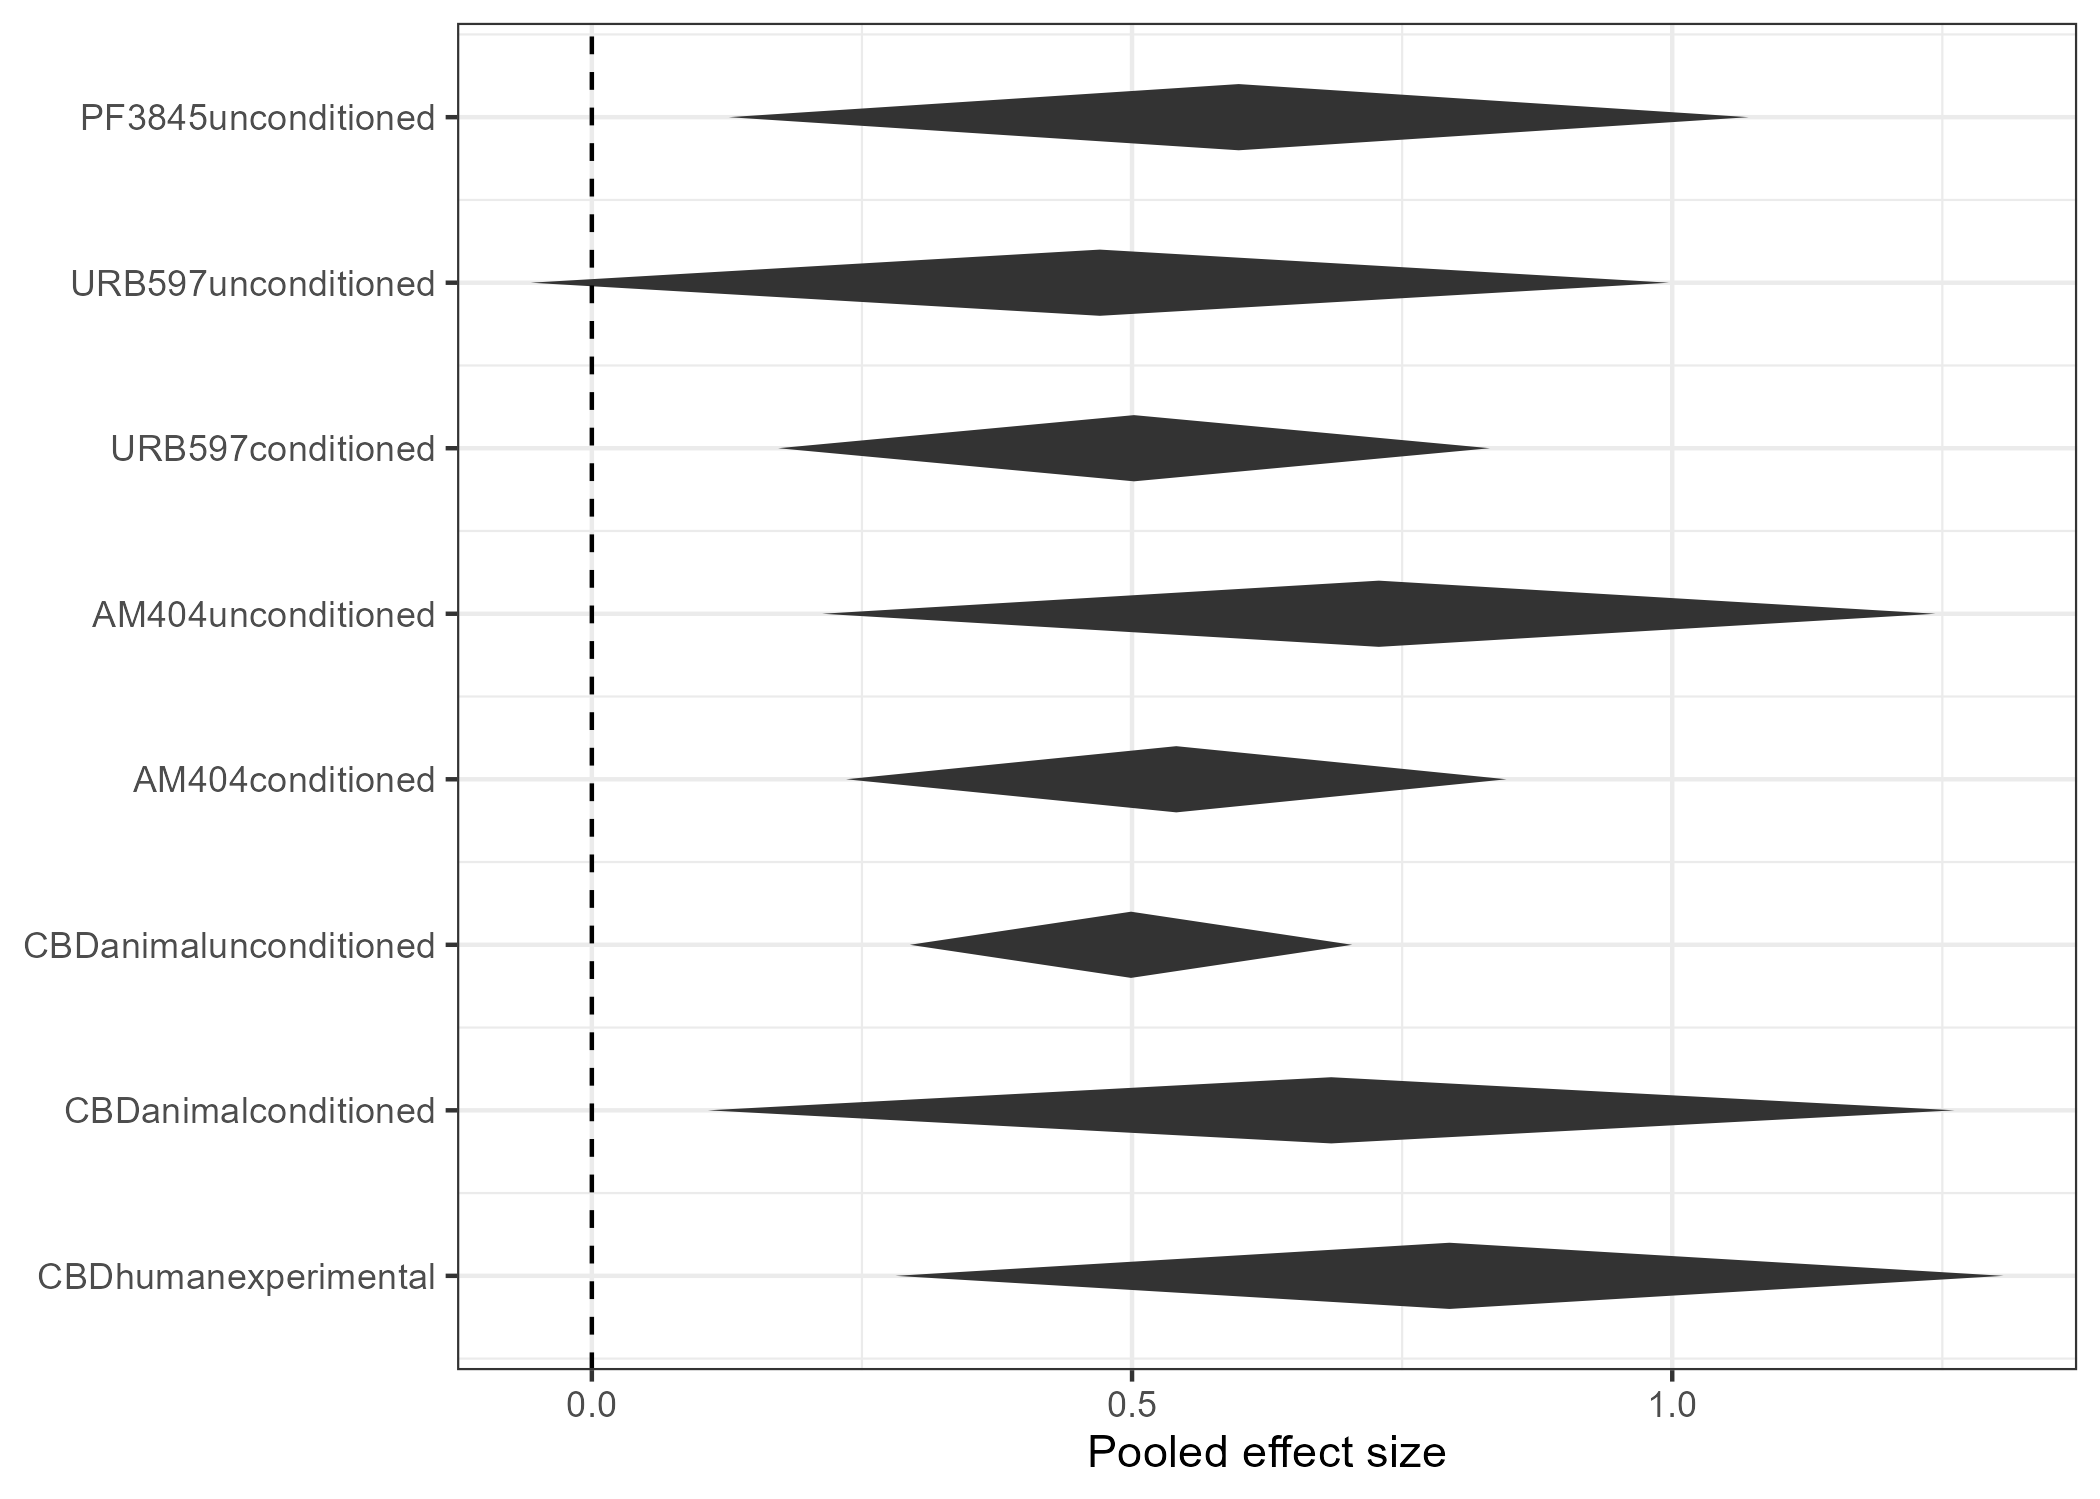 PF3845unconditioned
URB597unconditioned
URB597conditioned
AM404unconditioned
AM404conditioned
CBDanimalunconditioned
CBDanimalconditioned
CBDhumanexperimental
0.0 0.5 1.0
Pooled effect size